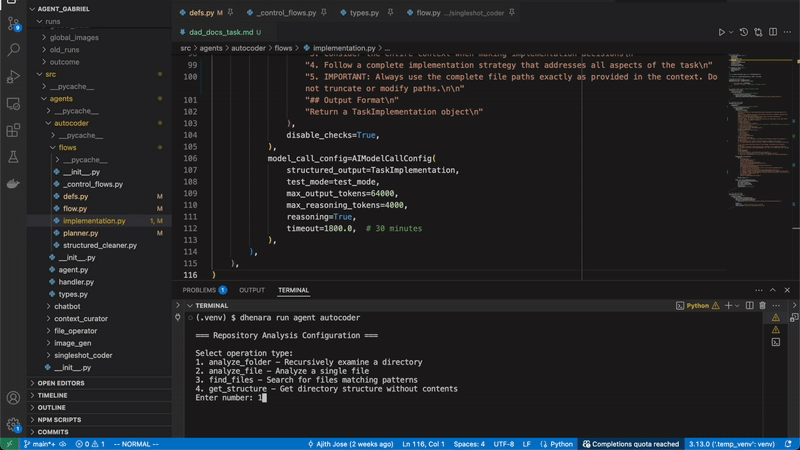 AGENT_GABRIEL
runs
global_images
old_runs
outcome
src
__pycache__
agents
__pycache__
autocoder
__pycache__
flows
__pycache__
__init__.py
_control_flows.py
defs.py M
flow.py M
implementation.py 1, M
planner.py M
structured_cleaner.py
__init__.py
agent.py
handler.py
types.py
chatbot
context_curator
file_operator
image_gen
singleshot_coder
__init__.py
OPEN EDITORS
TIMELINE
OUTLINE
NPM SCRIPTS
COMMITS
defs.py M
_control_flows.py
types.py
flow.py .../singleshot_coder
dad_docs_task.md U
src > agents > autocoder > flows > implementation.py > ...
99 "4. Follow a complete implementation strategy that addresses all aspects of the task\n"
100 "5. IMPORTANT: Always use the complete file paths exactly as provided in the context. Do
not truncate or modify paths.\n\n"
101 "## Output Format\n"
102 "Return a TaskImplementation object\n"
103 ),
104 disable_checks=True,
105 ),
106 model_call_config=AIModelCallConfig(
107 structured_output=TaskImplementation,
108 test_mode=test_mode,
109 max_output_tokens=64000,
110 max_reasoning_tokens=4000,
111 reasoning=True,
112 timeout=1800.0, # 30 minutes
113 ),
114 ),
115 ),
116 )
PROBLEMS 1 OUTPUT TERMINAL
TERMINAL
Python
(.venv) $ dhenara run agent autocoder
=== Repository Analysis Configuration ===
Select operation type:
1. analyze_folder – Recursively examine a directory
2. analyze_file – Analyze a single file
3. find_files – Search for files matching patterns
4. get_structure – Get directory structure without contents
Enter number: 1
main*+ 0 1 -- NORMAL -- Ajith Jose (2 weeks ago) Ln 116, Col 1 Spaces: 4 UTF-8 LF Python Completions quota reached 3.13.0 ('.temp_venv': venv)